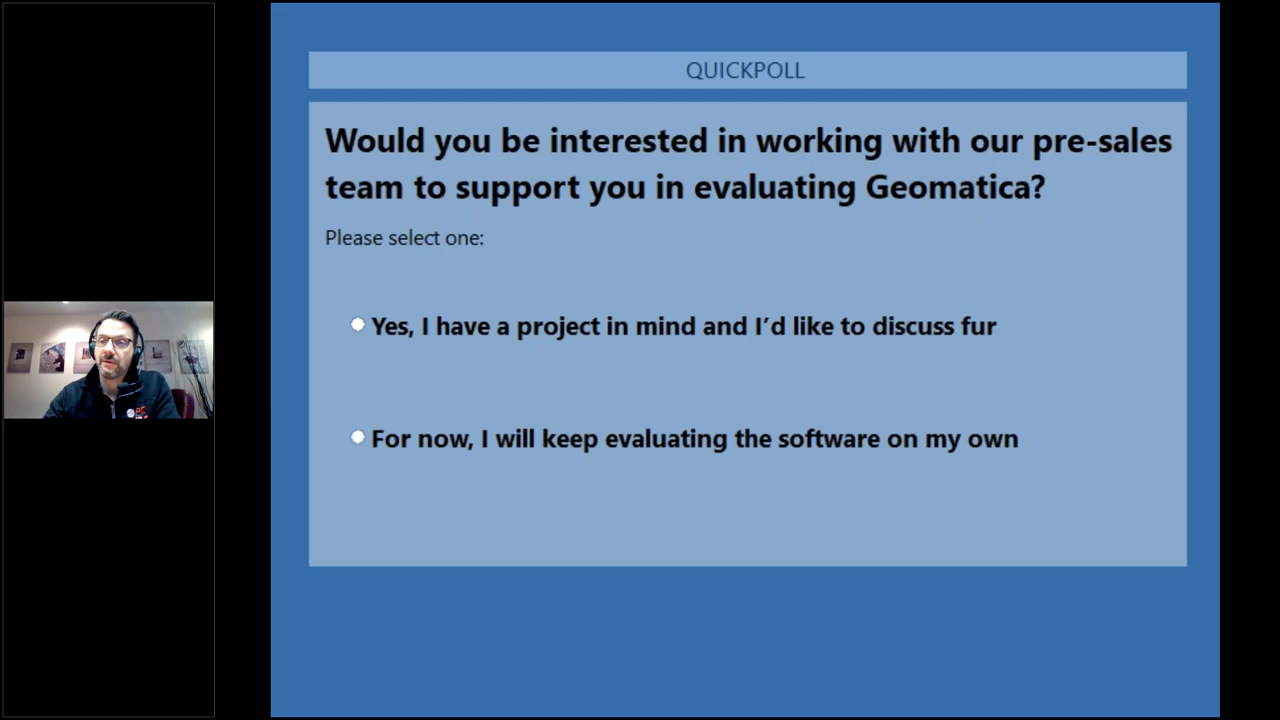 QUICKPOLL
Would you be interested in working with our pre-sales
team to support you in evaluating Geomatica?
Please select one:
Yes, I have a project in mind and I’d like to discuss fur
For now, I will keep evaluating the software on my own